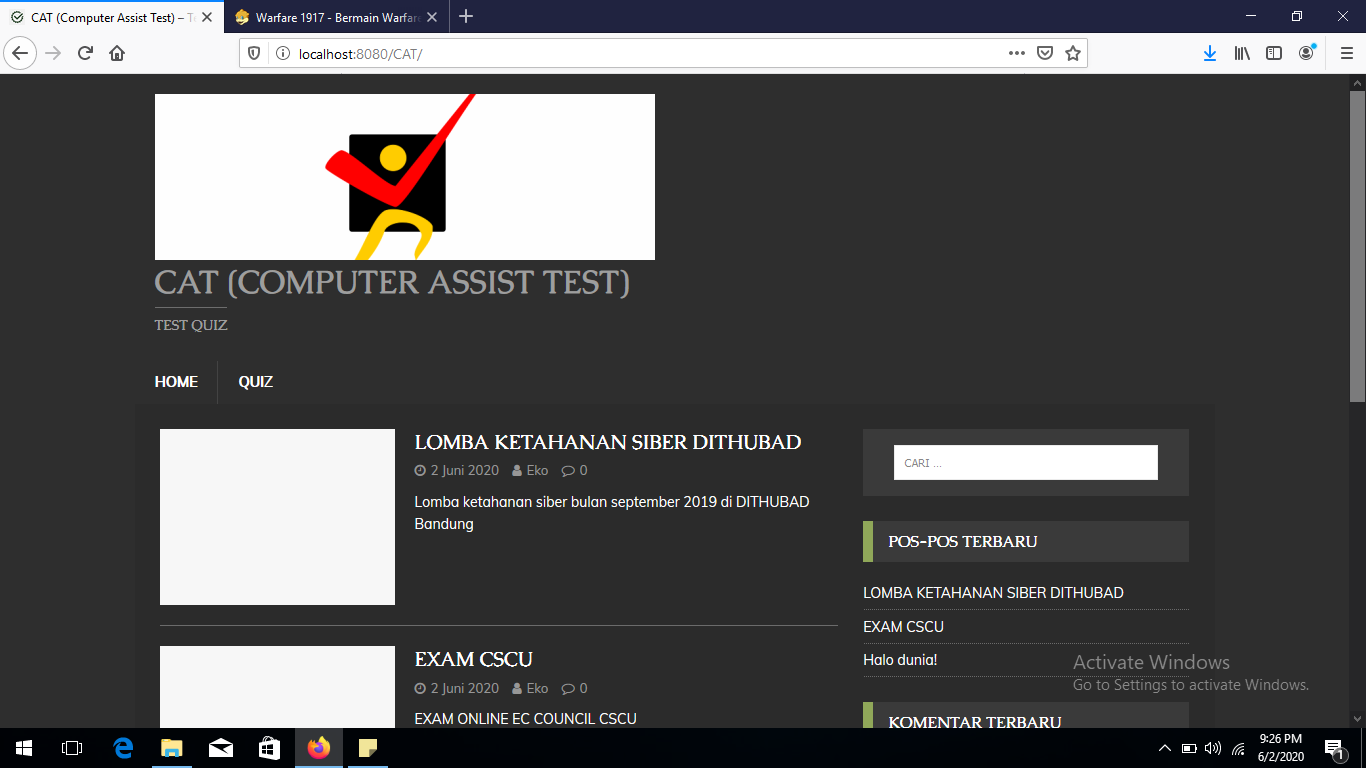 CAT (Computer Assist Test) – T
Warfare 1917 - Bermain Warfare
localhost:8080/CAT/
CAT (COMPUTER ASSIST TEST)
TEST QUIZ
HOME
QUIZ
LOMBA KETAHANAN SIBER DITHUBAD
2 Juni 2020 Eko 0
Lomba ketahanan siber bulan september 2019 di DITHUBAD
Bandung
EXAM CSCU
2 Juni 2020 Eko 0
EXAM ONLINE EC COUNCIL CSCU
CARI ...
POS-POS TERBARU
LOMBA KETAHANAN SIBER DITHUBAD
EXAM CSCU
Halo dunia!
KOMENTAR TERBARU
Activate Windows
Go to Settings to activate Windows.
9:26 PM
6/2/2020
1